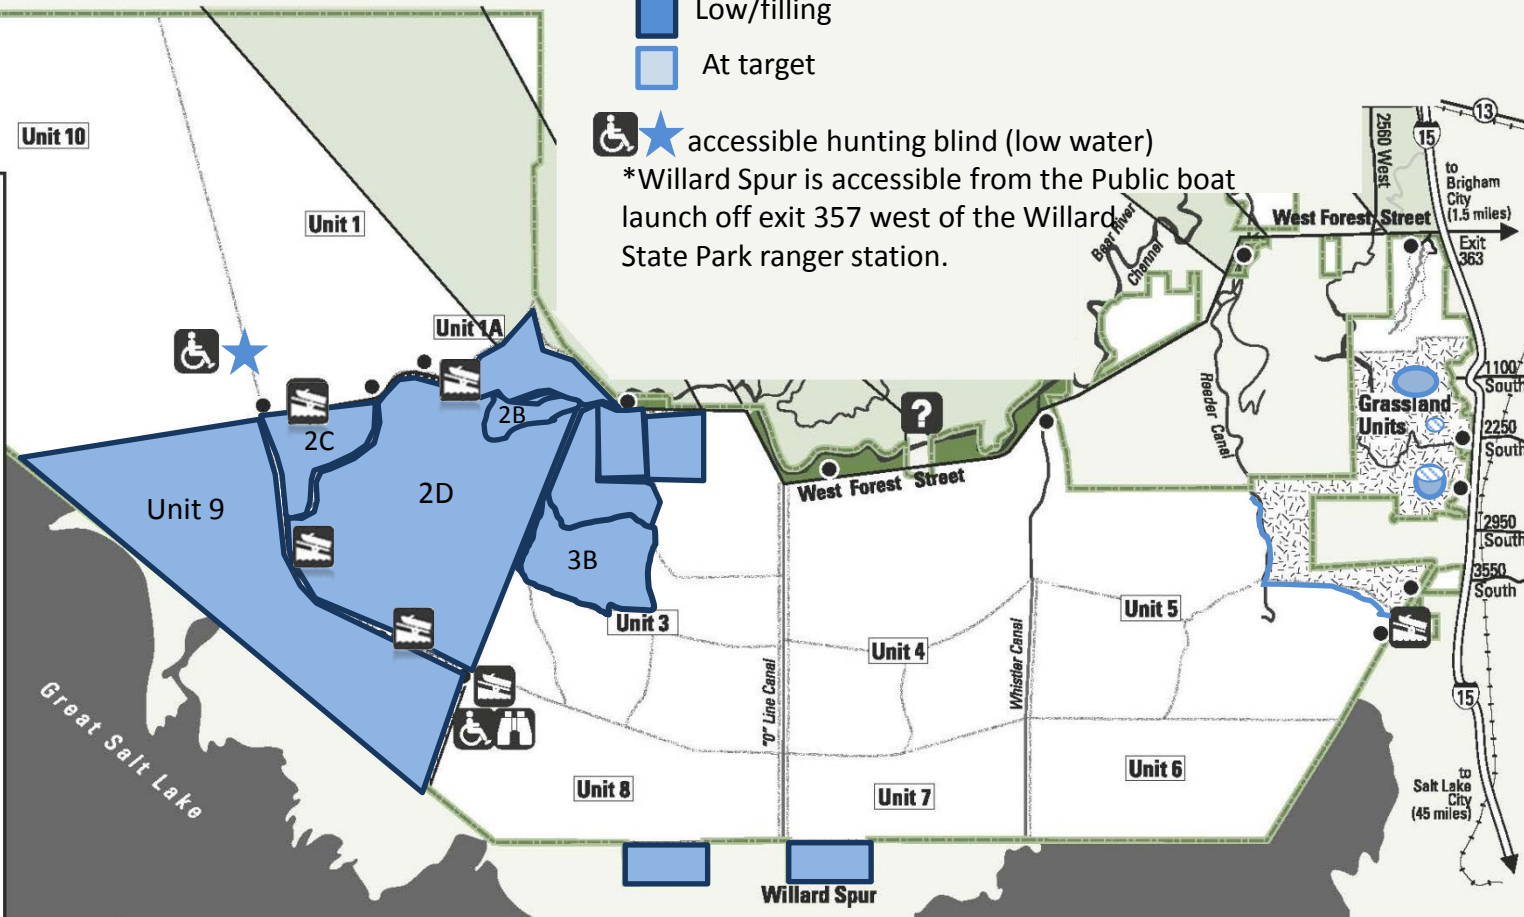 Low/filling
At target
accessible hunting blind (low water)
*Willard Spur is accessible from the Public boat
launch off exit 357 west of the Willard
State Park ranger station.
13
15
2560 West
to
Brigham
City
(1.5 miles)
West Forest Street
Exit
363
Bear River
Channel
Unit 10
Unit 1
Unit 1A
2B
2C
2D
Unit 9
3B
Unit 3
?
West Forest Street
Reeder Canal
Grassland
Units
1100
South
2250
South
2950
South
3550
South
Unit 4
Unit 5
"O" Line Canal
Whistler Canal
Great Salt Lake
15
Unit 8
Unit 7
Unit 6
to
Salt Lake
City
(45 miles)
Willard Spur